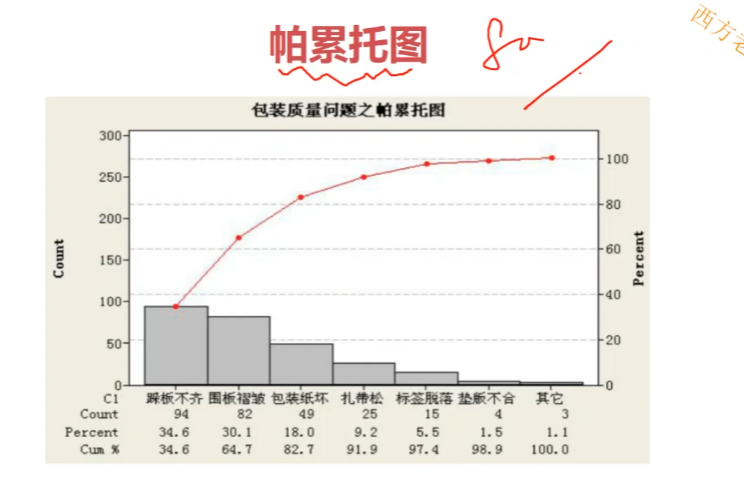 帕累托图
80
西方老
包装质量问题之帕累托图
300
250
200
150
100
50
0
Count
100
80
60
40
20
0
Percent
C1 踩板不齐 围板褶皱 包装纸坏 扎带松 标签脱落 垫版不合 其它
Count 94 82 49 25 15 4 3
Percent 34.6 30.1 18.0 9.2 5.5 1.5 1.1
Cum % 34.6 64.7 82.7 91.9 97.4 98.9 100.0